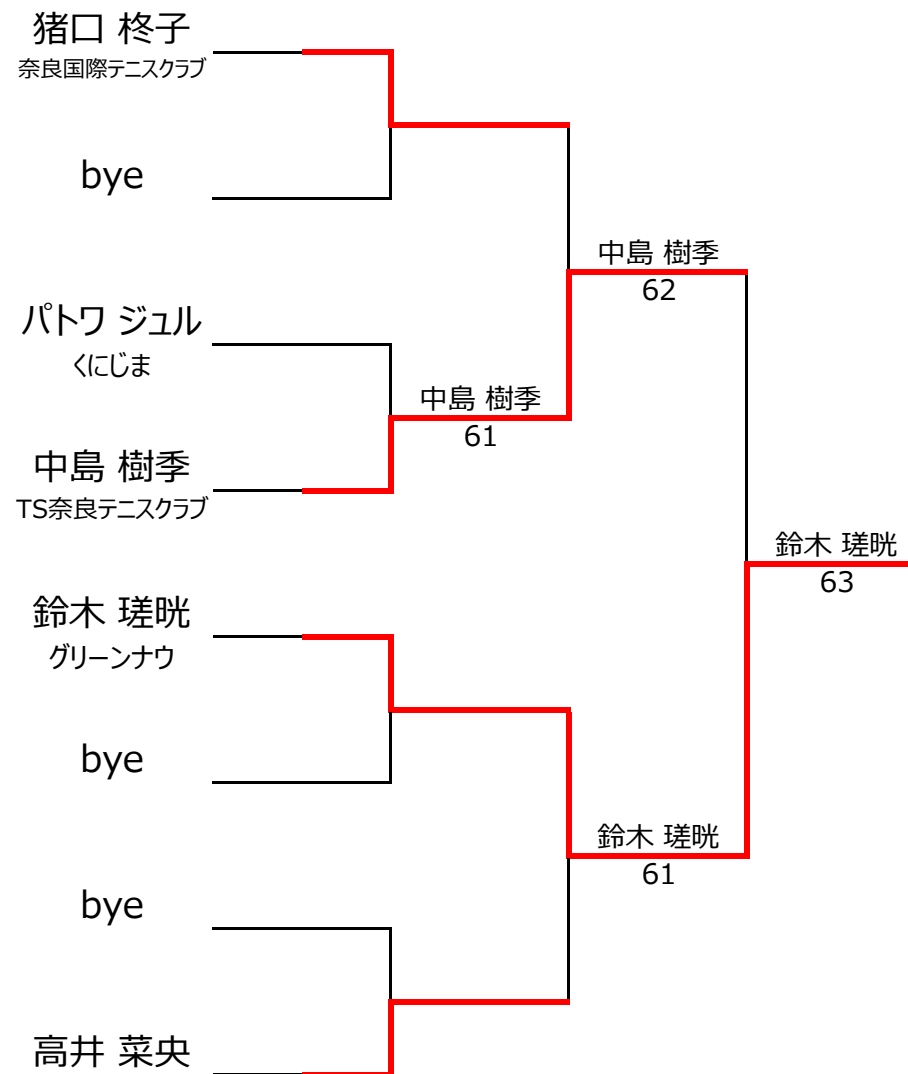 猪口 柊子
奈良国際テニスクラブ
bye
中島 樹季
62
パトワ ジュル
くにじま
中島 樹季
61
中島 樹季
TS奈良テニスクラブ
鈴木 瑳晄
63
鈴木 瑳晄
グリーンナウ
bye
鈴木 瑳晄
61
bye
高井 菜央